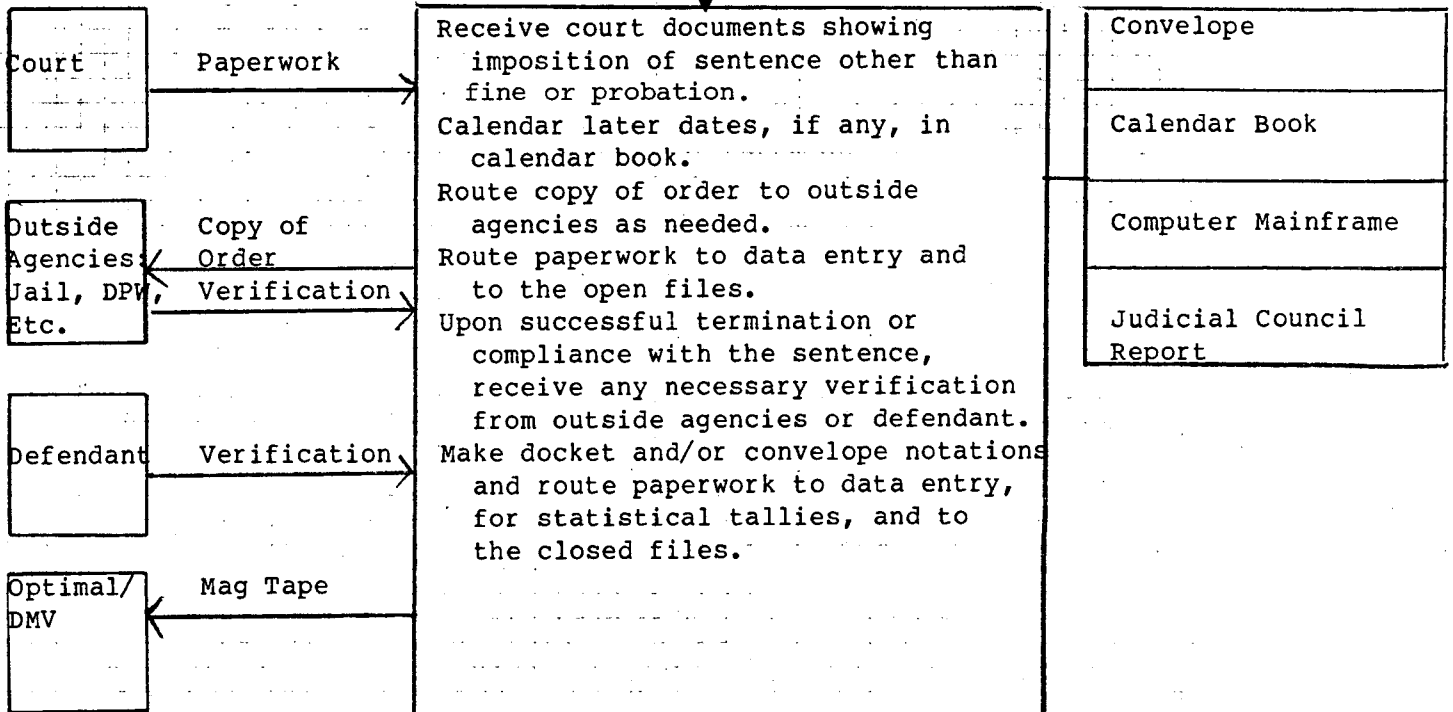 Court
Paperwork
Outside
Agencies:
Jail, DPW,
Etc.
Copy of
Order
Verification
Defendant
Verification
Optimal/
DMV
Mag Tape
Receive court documents showing
imposition of sentence other than
fine or probation.
Calendar later dates, if any, in
calendar book.
Route copy of order to outside
agencies as needed.
Route paperwork to data entry and
to the open files.
Upon successful termination or
compliance with the sentence,
receive any necessary verification
from outside agencies or defendant.
Make docket and/or convelope notations
and route paperwork to data entry,
for statistical tallies, and to
the closed files.
Convelope
Calendar Book
Computer Mainframe
Judicial Council
Report